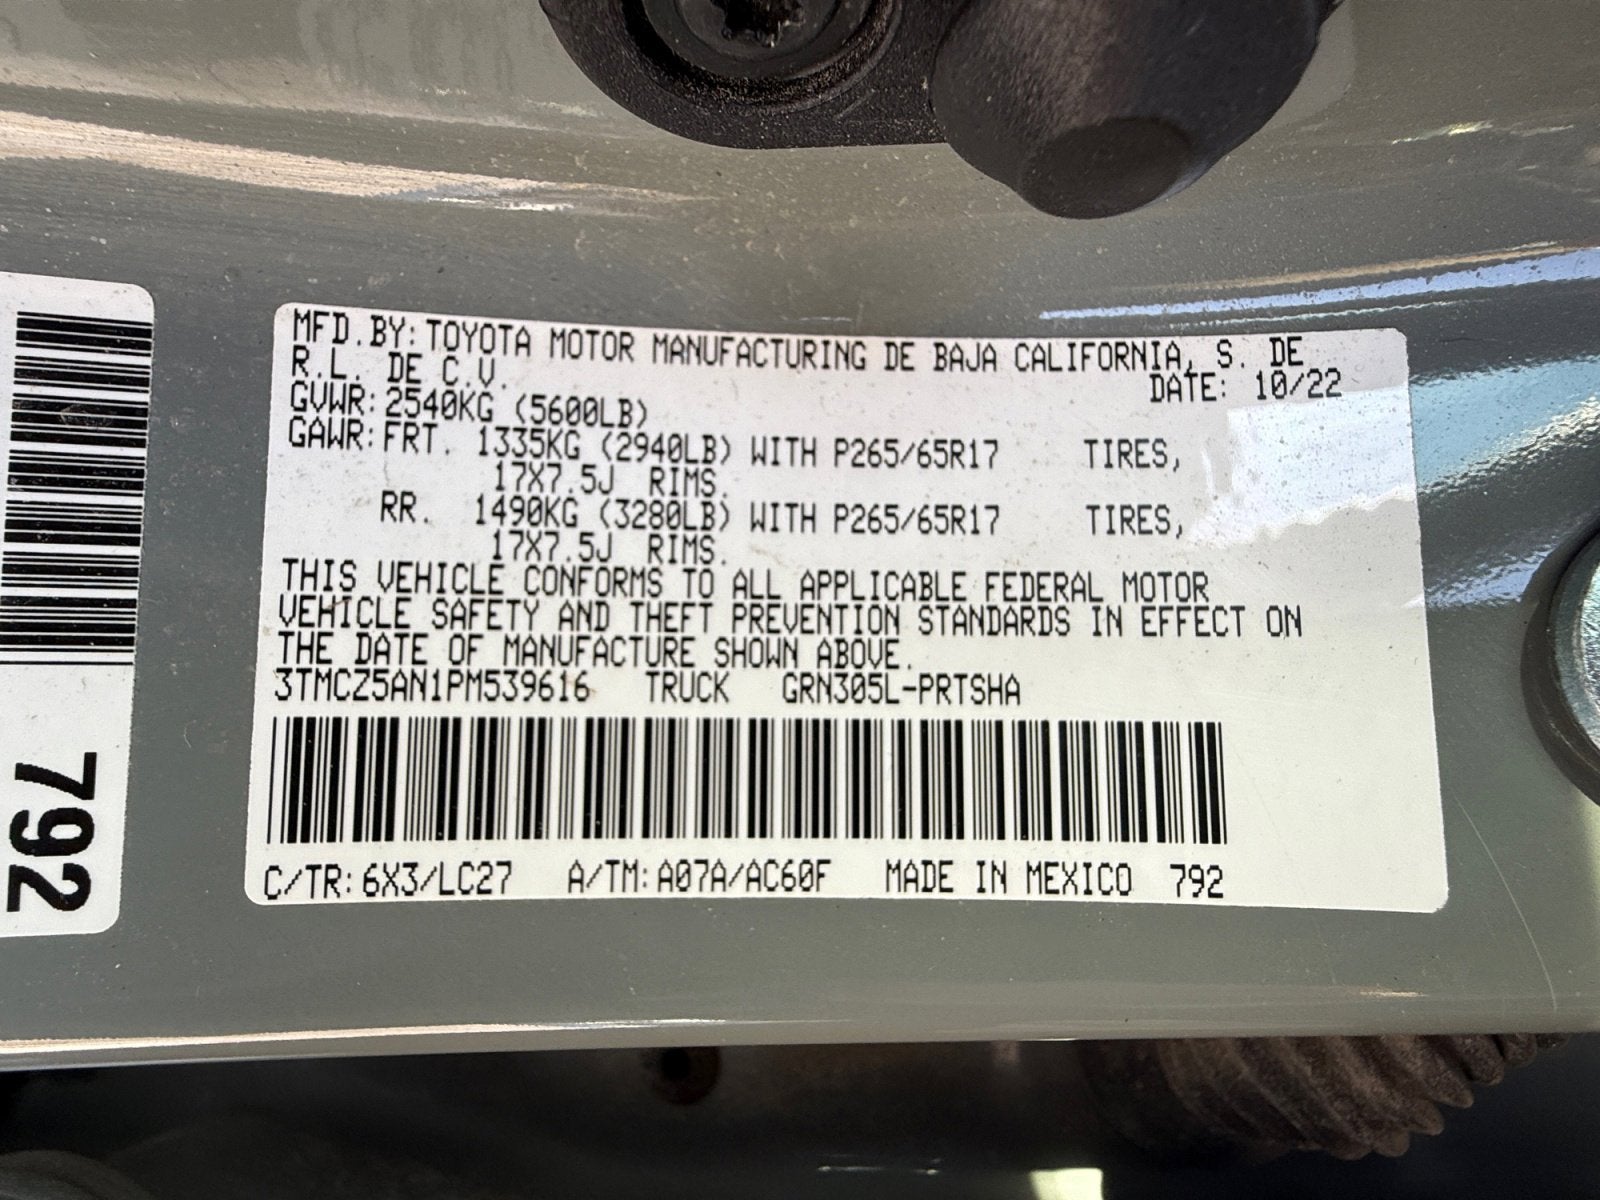 MFD.BY: TOYOTA MOTOR MANUFACTURING DE BAJA CALIFORNIA, S. DE
R.L. DE C.V. DATE: 10/22
GVWR: 2540KG (5600LB)
GAWR: FRT. 1335KG (2940LB) WITH P265/65R17 TIRES,
17X7.5J RIMS.
RR. 1490KG (3280LB) WITH P265/65R17 TIRES,
17X7.5J RIMS.
THIS VEHICLE CONFORMS TO ALL APPLICABLE FEDERAL MOTOR
VEHICLE SAFETY AND THEFT PREVENTION STANDARDS IN EFFECT ON
THE DATE OF MANUFACTURE SHOWN ABOVE.
3TMCZ5AN1PM539616 TRUCK GRN305L-PRTSHA
C/TR: 6X3/LC27 A/TM: A07A/AC60F MADE IN MEXICO 792
792